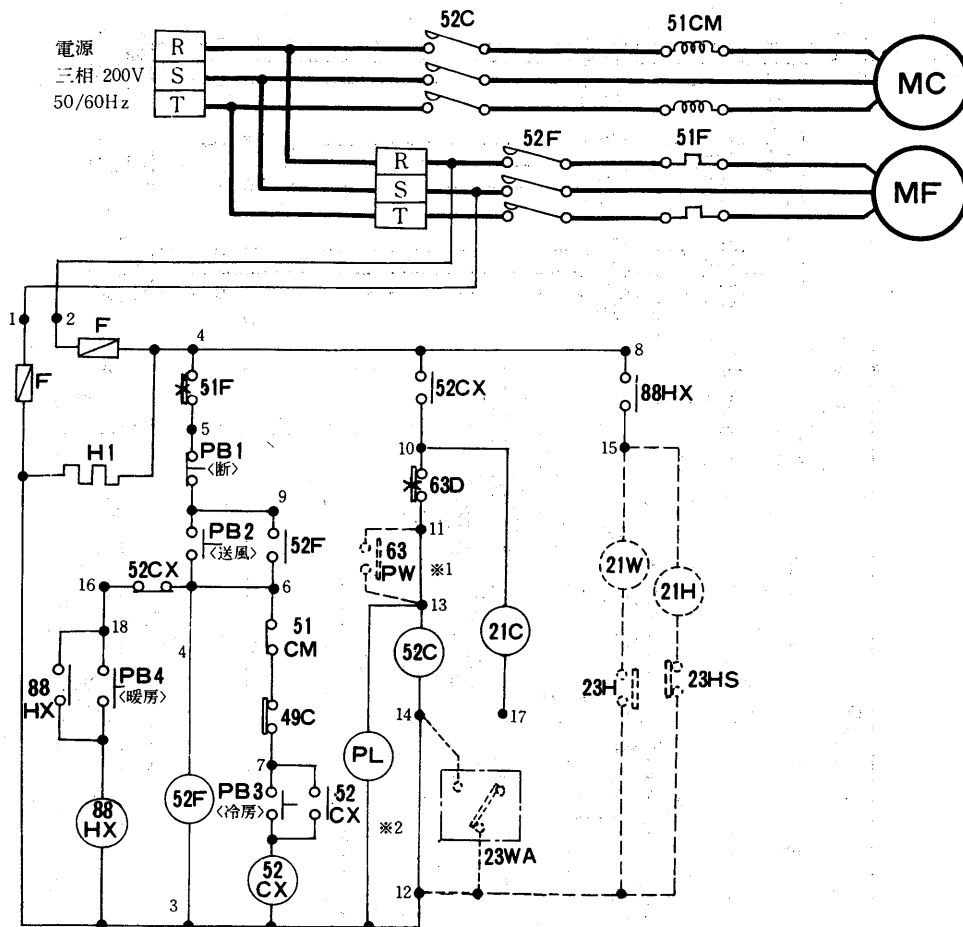 電源
三相 200V
50/60Hz
R
S
T
52C
51CM
MC
R
S
T
52F
51F
MF
1
2
F
F
4
8
51F
52CX
88HX
5
PB1
〈断〉
10
15
H1
63D
9
PB2
〈送風〉
52F
11
63
PW
※1
21W
21H
52CX
16
6
13
18
51
CM
4
52C
21C
88
HX
PB4
〈暖房〉
23H
23HS
49C
14
17
7
PL
88
HX
52F
PB3
〈冷房〉
52
CX
※2
23WA
52
CX
12
3